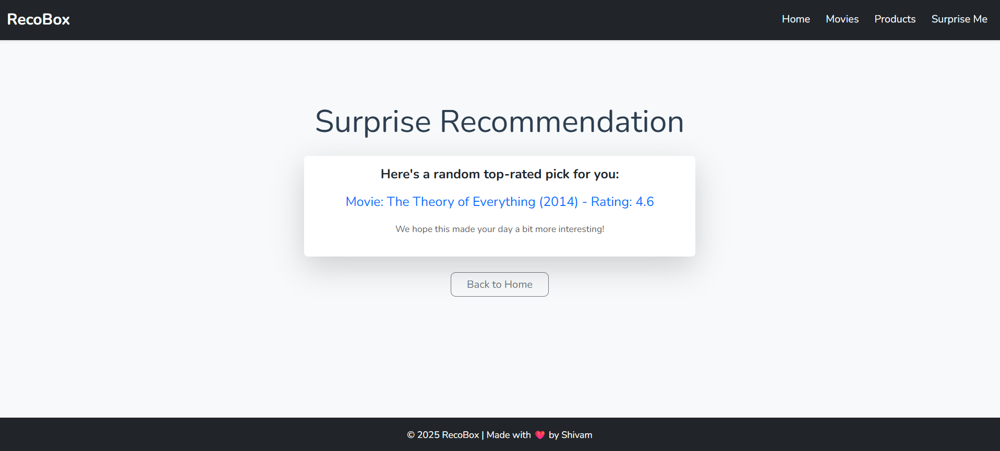 RecoBox
Home Movies Products Surprise Me
Surprise Recommendation
Here's a random top-rated pick for you:
Movie: The Theory of Everything (2014) - Rating: 4.6
We hope this made your day a bit more interesting!
Back to Home
© 2025 RecoBox | Made with ❤️ by Shivam